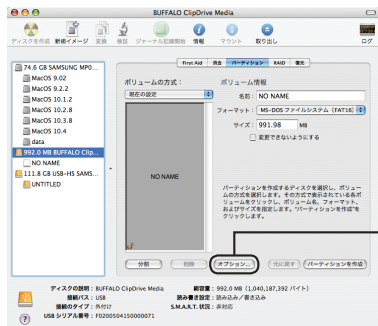 BUFFALO ClipDrive Media
ディスクを作成 新規イメージ 変換 検証 ジャーナル記録開始 情報 マウント 取り出し ログ
74.6 GB SAMSUNG MP0...
MacOS 9.02
MacOS 9.2.2
MacOS 10.1.2
MacOS 10.2.8
MacOS 10.3.8
MacOS 10.4
data
992.0 MB BUFFALO Clip...
NO NAME
111.8 GB USB-HS SAMS...
UNTITLED
First Aid 消去 パーティション RAID 復元
ボリュームの方式：
現在の設定
NO NAME
ボリューム情報
名前： NO NAME
フォーマット： MS-DOS ファイルシステム（FAT16）
サイズ： 991.98 MB
変更できないようにする
パーティションを作成するディスクを選択し、ボリュー
ムの方式を選択します。その方式で表示されている各ボ
リュームをクリックし、ボリューム名、フォーマット、
およびサイズを指定します。“パーティションを作成”を
クリックします。
分割 削除 オプション... 元に戻す パーティションを作成
ディスクの説明：BUFFALO ClipDrive Media
接続バス：USB
接続のタイプ：外付け
USB シリアル番号：F0200504150000071
総容量：992.0 MB（1,040,187,392 バイト）
読み書き設定：読み込み／書き込み
S.M.A.R.T. 状況：非対応